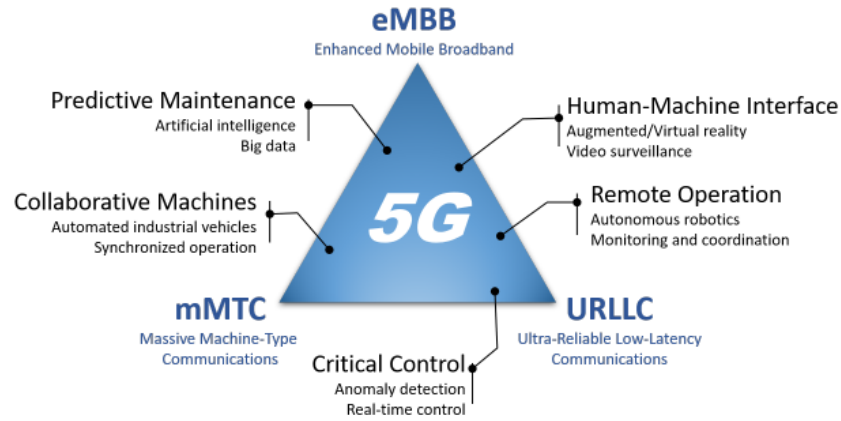 eMBB
Enhanced Mobile Broadband
Predictive Maintenance
Artificial intelligence
Big data
Human-Machine Interface
Augmented/Virtual reality
Video surveillance
Collaborative Machines
Automated industrial vehicles
Synchronized operation
5G
Remote Operation
Autonomous robotics
Monitoring and coordination
mMTC
Massive Machine-Type
Communications
URLLC
Ultra-Reliable Low-Latency
Communications
Critical Control
Anomaly detection
Real-time control